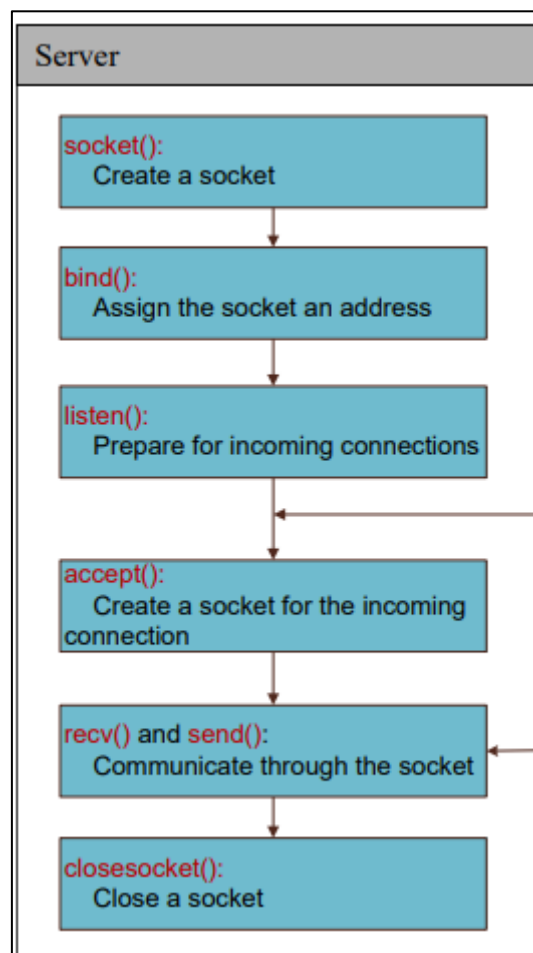 Server
socket():
Create a socket
bind():
Assign the socket an address
listen():
Prepare for incoming connections
accept():
Create a socket for the incoming
connection
recv() and send():
Communicate through the socket
closesocket():
Close a socket